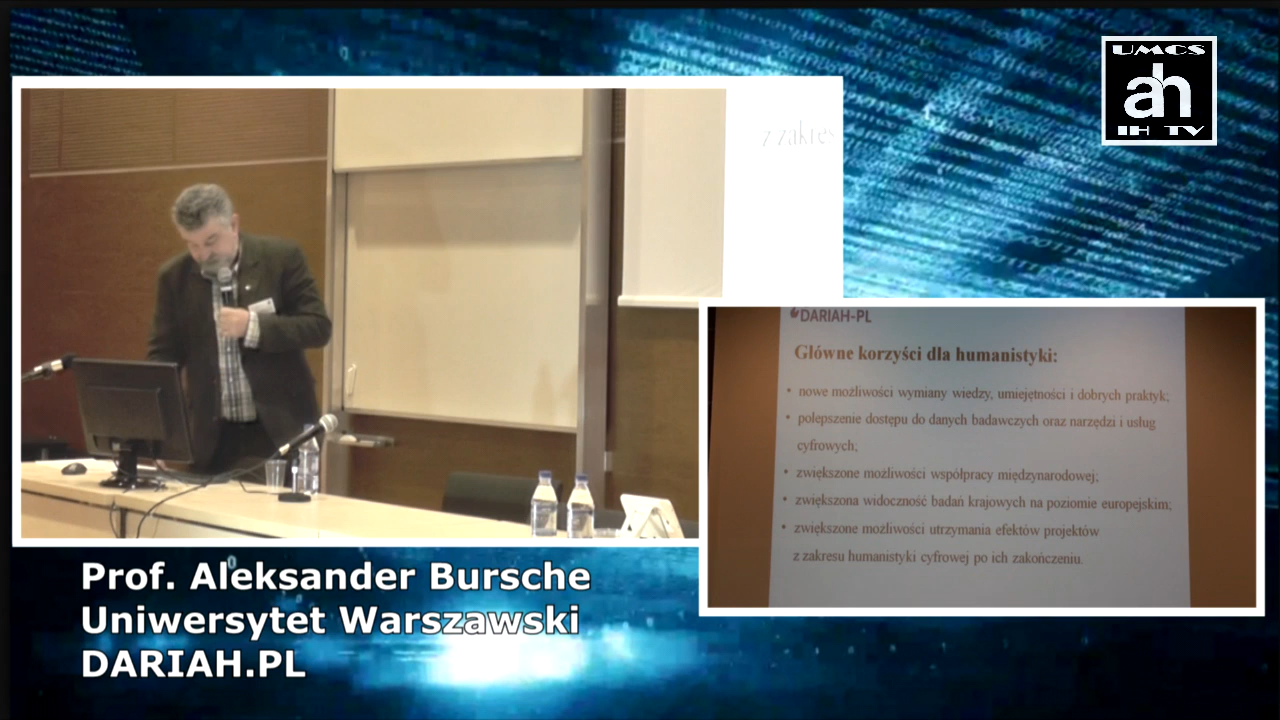 UMCS
ah
IH TV
z zakres
DARIAH-PL
Główne korzyści dla humanistyki:
• nowe możliwości wymiany wiedzy, umiejętności i dobrych praktyk;
• polepszenie dostępu do danych badawczych oraz narzędzi i usług
cyfrowych;
• zwiększone możliwości współpracy międzynarodowej;
• zwiększona widoczność badań krajowych na poziomie europejskim;
• zwiększone możliwości utrzymania efektów projektów
z zakresu humanistyki cyfrowej po ich zakończeniu.
Prof. Aleksander Bursche
Uniwersytet Warszawski
DARIAH.PL